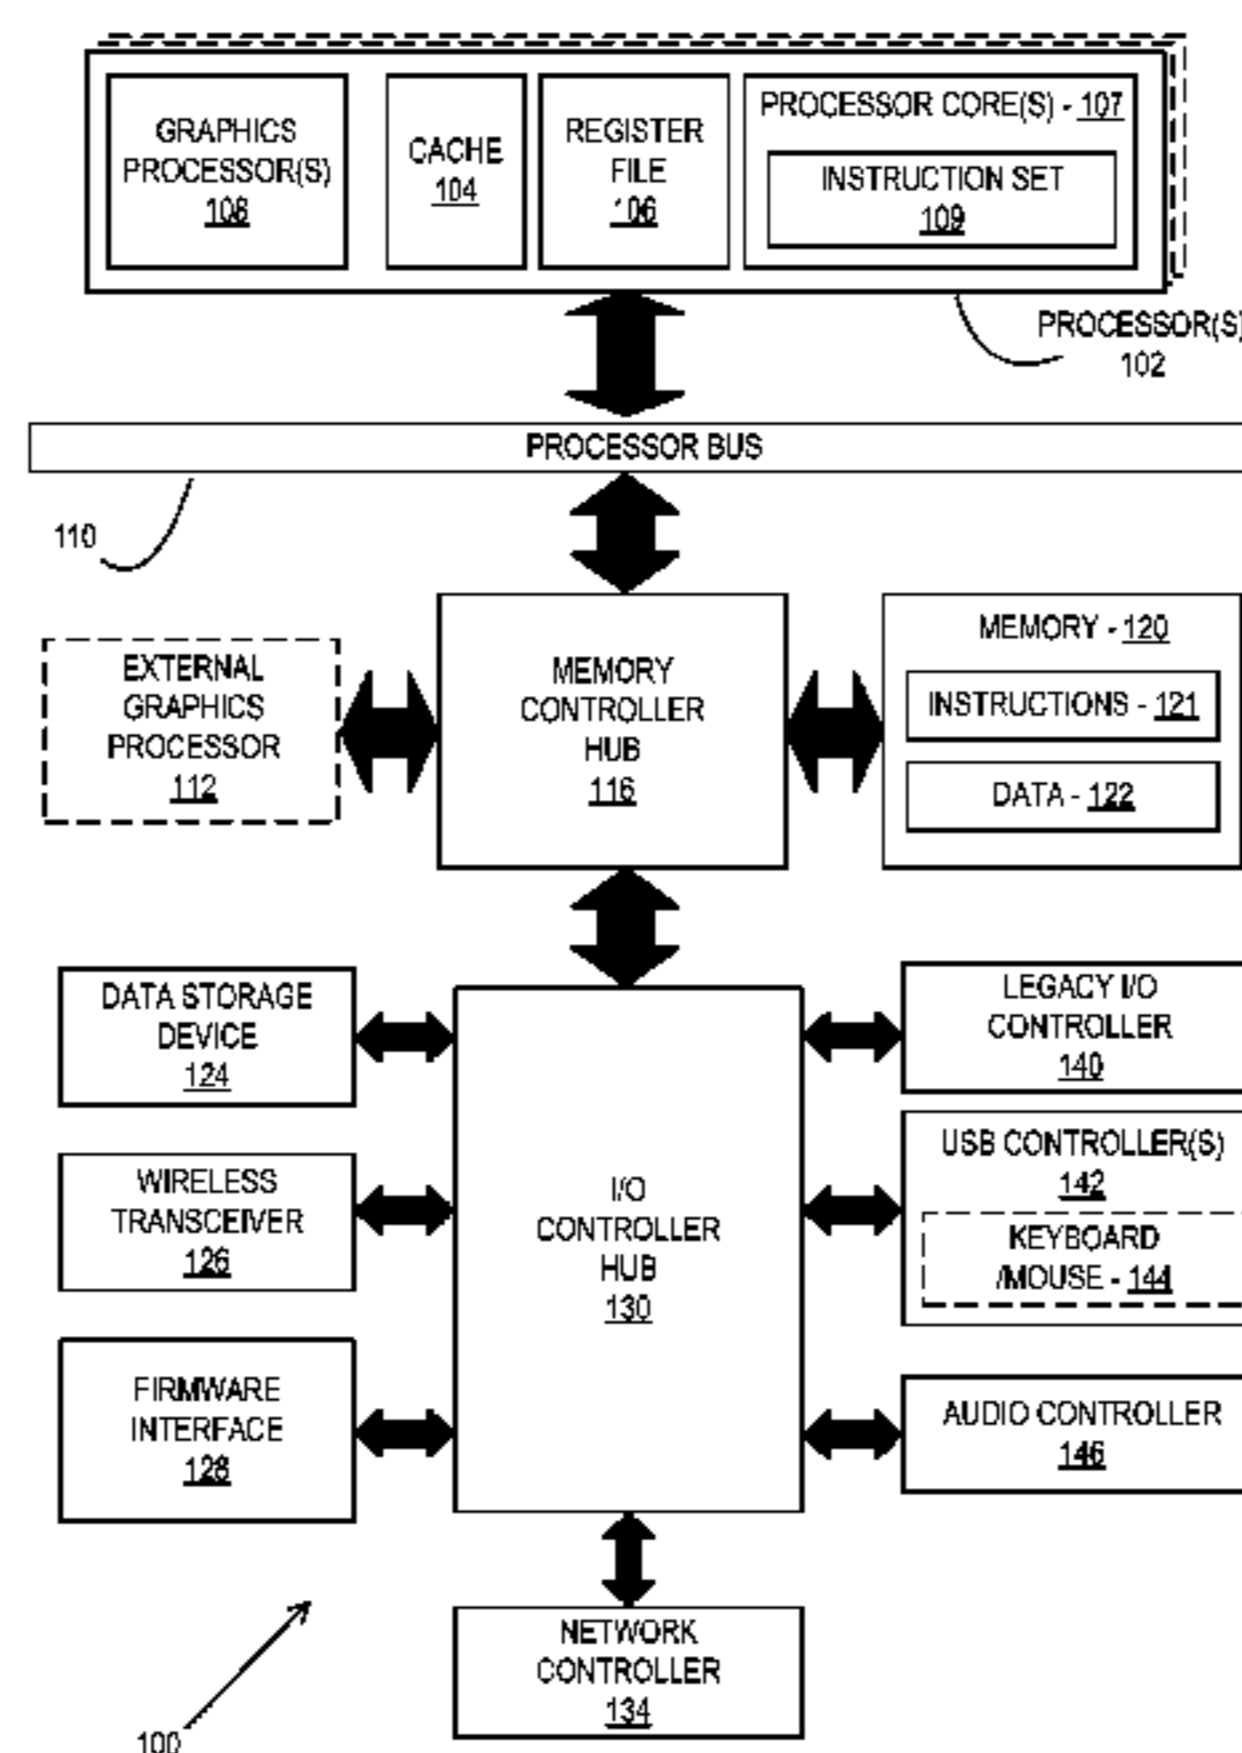 GRAPHICS
PROCESSOR(S)
108
CACHE
104
REGISTER
FILE
106
PROCESSOR CORE(S) - 107
INSTRUCTION SET
109
PROCESSOR(S)
102
PROCESSOR BUS
110
EXTERNAL
GRAPHICS
PROCESSOR
112
MEMORY
CONTROLLER
HUB
116
MEMORY - 120
INSTRUCTIONS - 121
DATA - 122
DATA STORAGE
DEVICE
124
WIRELESS
TRANSCEIVER
126
FIRMWARE
INTERFACE
128
I/O
CONTROLLER
HUB
130
LEGACY I/O
CONTROLLER
140
USB CONTROLLER(S)
142
KEYBOARD
/MOUSE - 144
AUDIO CONTROLLER
146
NETWORK
CONTROLLER
134
100